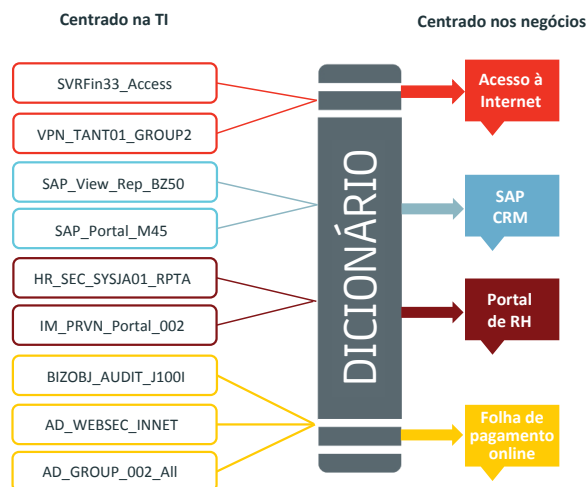 Centrado na TI
Centrado nos negócios
SVRFin33_Access
VPN_TANT01_GROUP2
SAP_View_Rep_BZ50
SAP_Portal_M45
HR_SEC_SYSJA01_RPTA
IM_PRVN_Portal_002
BIZOBJ_AUDIT_J100I
AD_WEBSEC_INNET
AD_GROUP_002_All
DICIONÁRIO
Acesso à
Internet
SAP
CRM
Portal
de RH
Folha de
pagamento
online